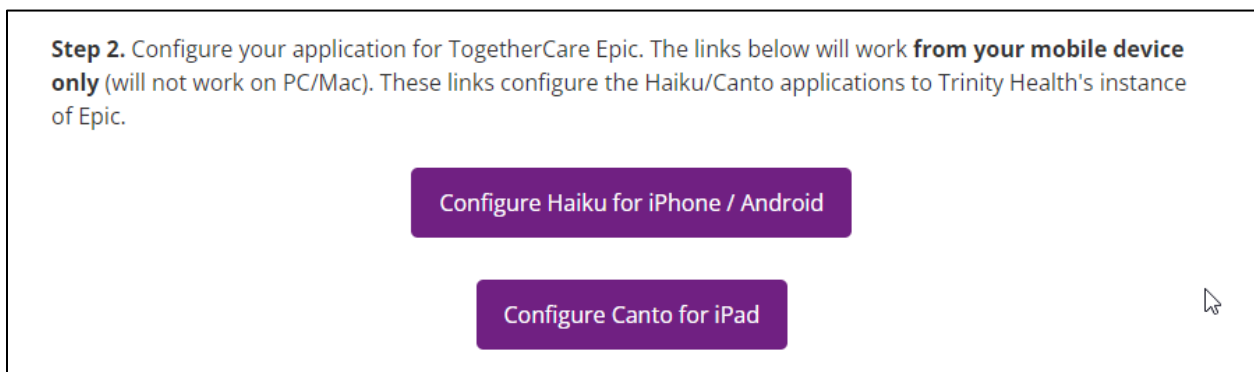 Step 2. Configure your application for TogetherCare Epic. The links below will work from your mobile device
only (will not work on PC/Mac). These links configure the Haiku/Canto applications to Trinity Health's instance
of Epic.
Configure Haiku for iPhone / Android
Configure Canto for iPad